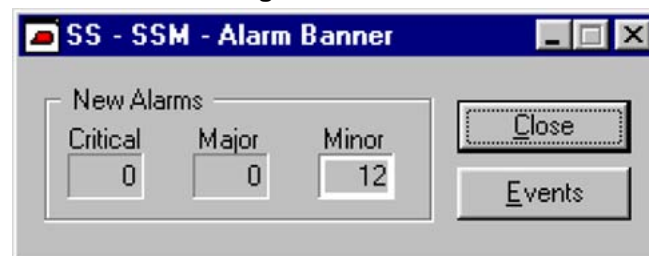 SS - SSM - Alarm Banner
New Alarms
Critical Major Minor
0 0 12
Close
Events